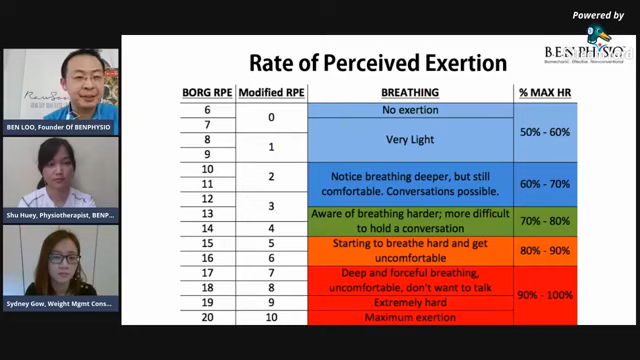 Powered by
BENPHYSIO
Biomechanic . Effective . Nonconventional
Rate of Perceived Exertion
BORG RPE Modified RPE BREATHING % MAX HR
6 0 No exertion 50% - 60%
7
8 1 Very Light
9
10 2 Notice breathing deeper, but still
11 comfortable. Conversations possible. 60% - 70%
12 3
13 Aware of breathing harder; more difficult 70% - 80%
14 4 to hold a conversation
15 5 Starting to breathe hard and get 80% - 90%
16 6 uncomfortable
17 7 Deep and forceful breathing,
18 8 uncomfortable, don't want to talk 90% - 100%
19 9 Extremely hard
20 10 Maximum exertion
BEN LOO, Founder Of BENPHYSIO
Shu Huey, Physiotherapist, BENP...
Sydney Gow, Weight Mgmt Cons...